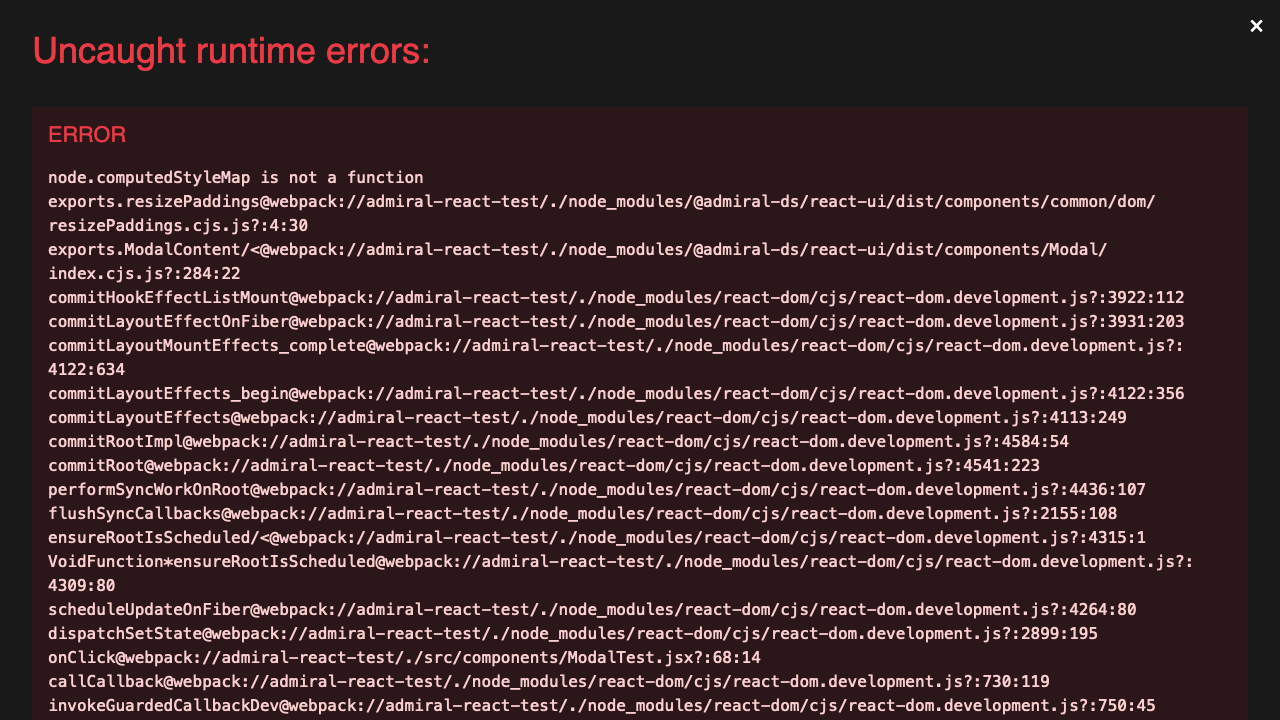 Uncaught runtime errors:
×
ERROR
node.computedStyleMap is not a function
exports.resizePaddings@webpack://admiral-react-test/./node_modules/@admiral-ds/react-ui/dist/components/common/dom/
resizePaddings.cjs.js?:4:30
exports.ModalContent/<@webpack://admiral-react-test/./node_modules/@admiral-ds/react-ui/dist/components/Modal/
index.cjs.js?:284:22
commitHookEffectListMount@webpack://admiral-react-test/./node_modules/react-dom/cjs/react-dom.development.js?:3922:112
commitLayoutEffectOnFiber@webpack://admiral-react-test/./node_modules/react-dom/cjs/react-dom.development.js?:3931:203
commitLayoutMountEffects_complete@webpack://admiral-react-test/./node_modules/react-dom/cjs/react-dom.development.js?:
4122:634
commitLayoutEffects_begin@webpack://admiral-react-test/./node_modules/react-dom/cjs/react-dom.development.js?:4122:356
commitLayoutEffects@webpack://admiral-react-test/./node_modules/react-dom/cjs/react-dom.development.js?:4113:249
commitRootImpl@webpack://admiral-react-test/./node_modules/react-dom/cjs/react-dom.development.js?:4584:54
commitRoot@webpack://admiral-react-test/./node_modules/react-dom/cjs/react-dom.development.js?:4541:223
performSyncWorkOnRoot@webpack://admiral-react-test/./node_modules/react-dom/cjs/react-dom.development.js?:4436:107
flushSyncCallbacks@webpack://admiral-react-test/./node_modules/react-dom/cjs/react-dom.development.js?:2155:108
ensureRootIsScheduled/<@webpack://admiral-react-test/./node_modules/react-dom/cjs/react-dom.development.js?:4315:1
VoidFunction*ensureRootIsScheduled@webpack://admiral-react-test/./node_modules/react-dom/cjs/react-dom.development.js?:
4309:80
scheduleUpdateOnFiber@webpack://admiral-react-test/./node_modules/react-dom/cjs/react-dom.development.js?:4264:80
dispatchSetState@webpack://admiral-react-test/./node_modules/react-dom/cjs/react-dom.development.js?:2899:195
onClick@webpack://admiral-react-test/./src/components/ModalTest.jsx?:68:14
callCallback@webpack://admiral-react-test/./node_modules/react-dom/cjs/react-dom.development.js?:730:119
invokeGuardedCallbackDev@webpack://admiral-react-test/./node_modules/react-dom/cjs/react-dom.development.js?:750:45